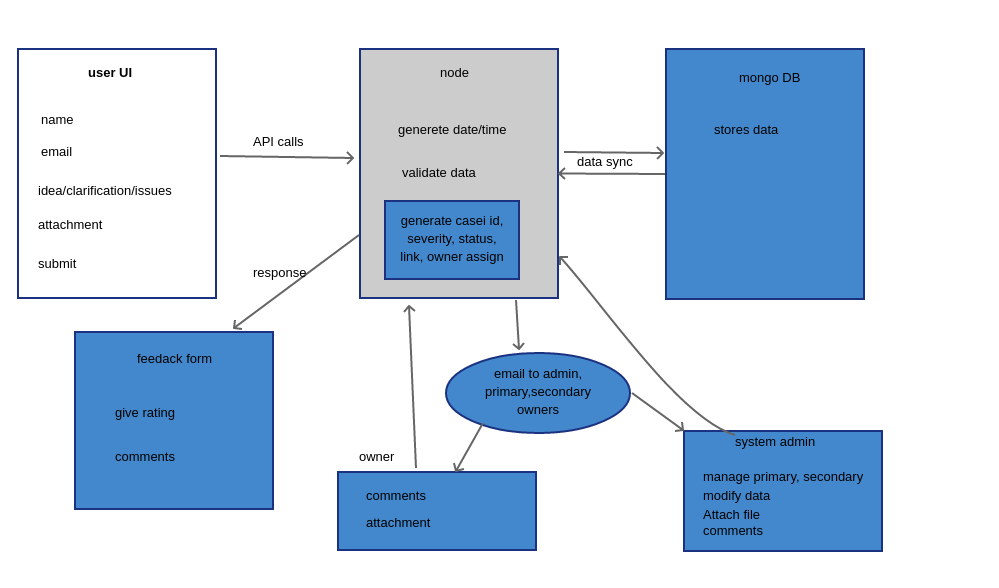 user UI
name
email
idea/clarification/issues
attachment
submit
API calls
node
generete date/time
validate data
generate casei id,
severity, status,
link, owner assign
data sync
mongo DB
stores data
response
feedack form
give rating
comments
email to admin,
primary,secondary
owners
owner
comments
attachment
system admin
manage primary, secondary
modify data
Attach file
comments